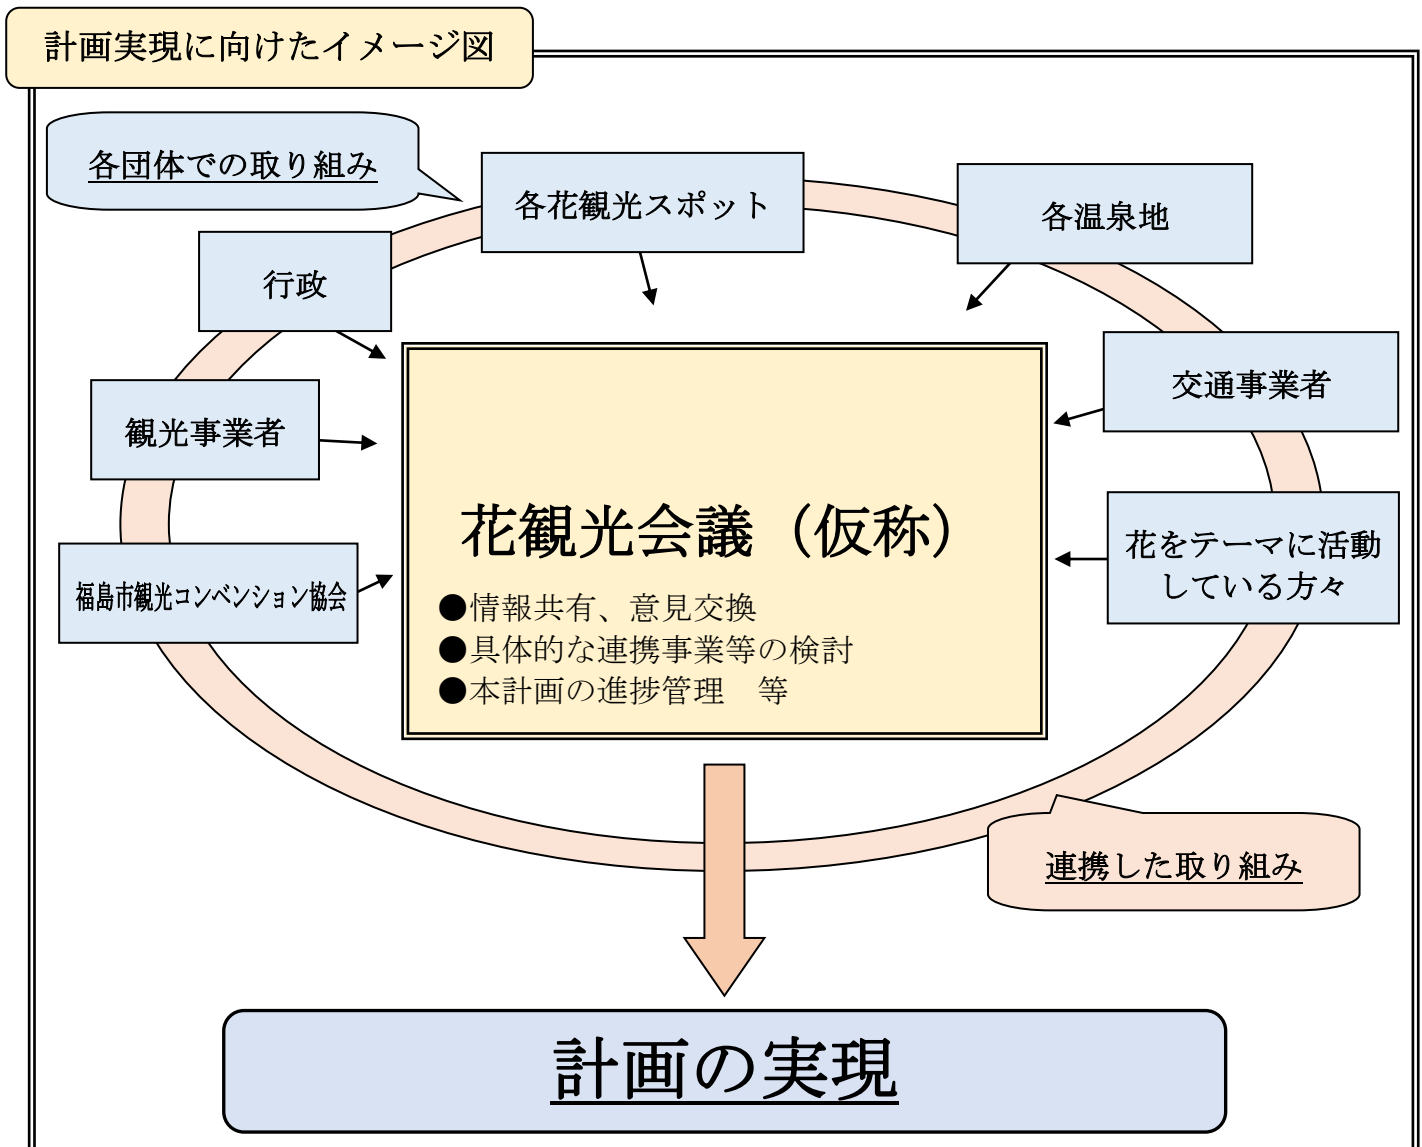 計画実現に向けたイメージ図
各団体での取り組み
各花観光スポット
各温泉地
行政
交通事業者
観光事業者
花観光会議（仮称）
花をテーマに活動
している方々
福島市観光コンベンション協会
●情報共有、意見交換
●具体的な連携事業等の検討
●本計画の進捗管理　等
連携した取り組み
計画の実現